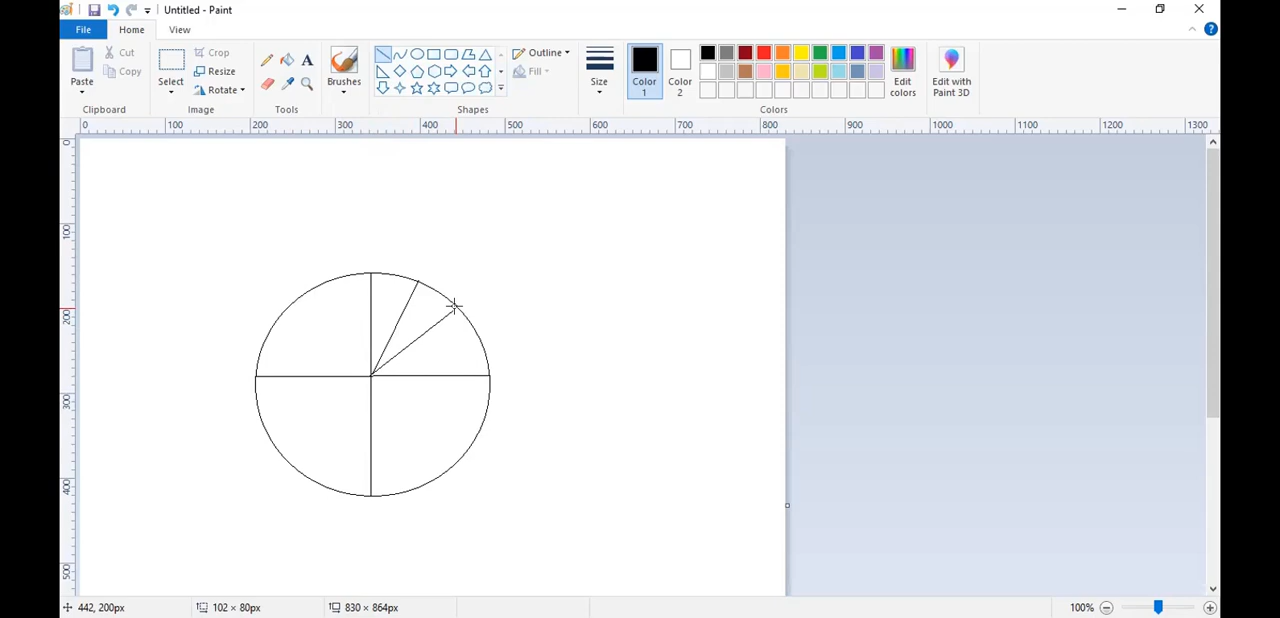 Untitled - Paint
File Home View
Paste
Cut
Copy
Clipboard
Select
Crop
Resize
Rotate
Image
A
Tools
Brushes
Outline
Fill
Shapes
Size
Color 1
Color 2
Edit colors
Colors
Edit with Paint 3D
0 100 200 300 400 500 600 700 800 900 1000 1100 1200 1300
0
100
200
300
400
500
442, 200px 102 × 80px 830 × 864px 100%